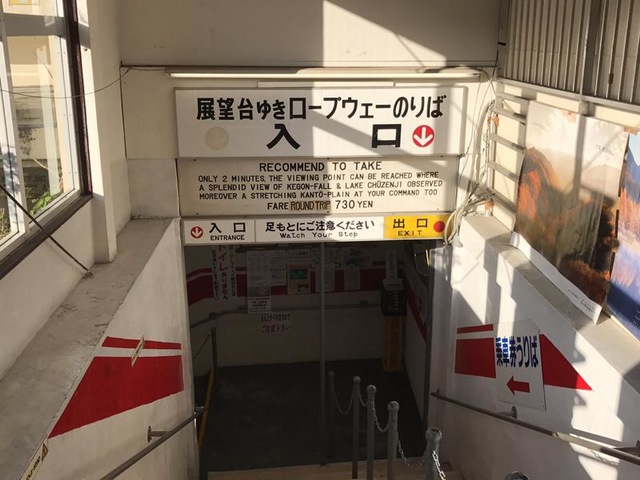 展望台ゆきロープウェーのりば
入口
RECOMMEND TO TAKE
ONLY 2 MINUTES, THE VIEWING POINT CAN BE REACHED WHERE
A SPLENDID VIEW OF KEGON-FALL & LAKE CHŪZENJI OBSERVED
MOREOVER A STRETCHING KANTŌ-PLAIN AT YOUR COMMAND TOO
FARE ROUND TRIP 730 YEN
入口
ENTRANCE
足もとにご注意ください
Watch Your Step
出口
EXIT
乗車券うりば